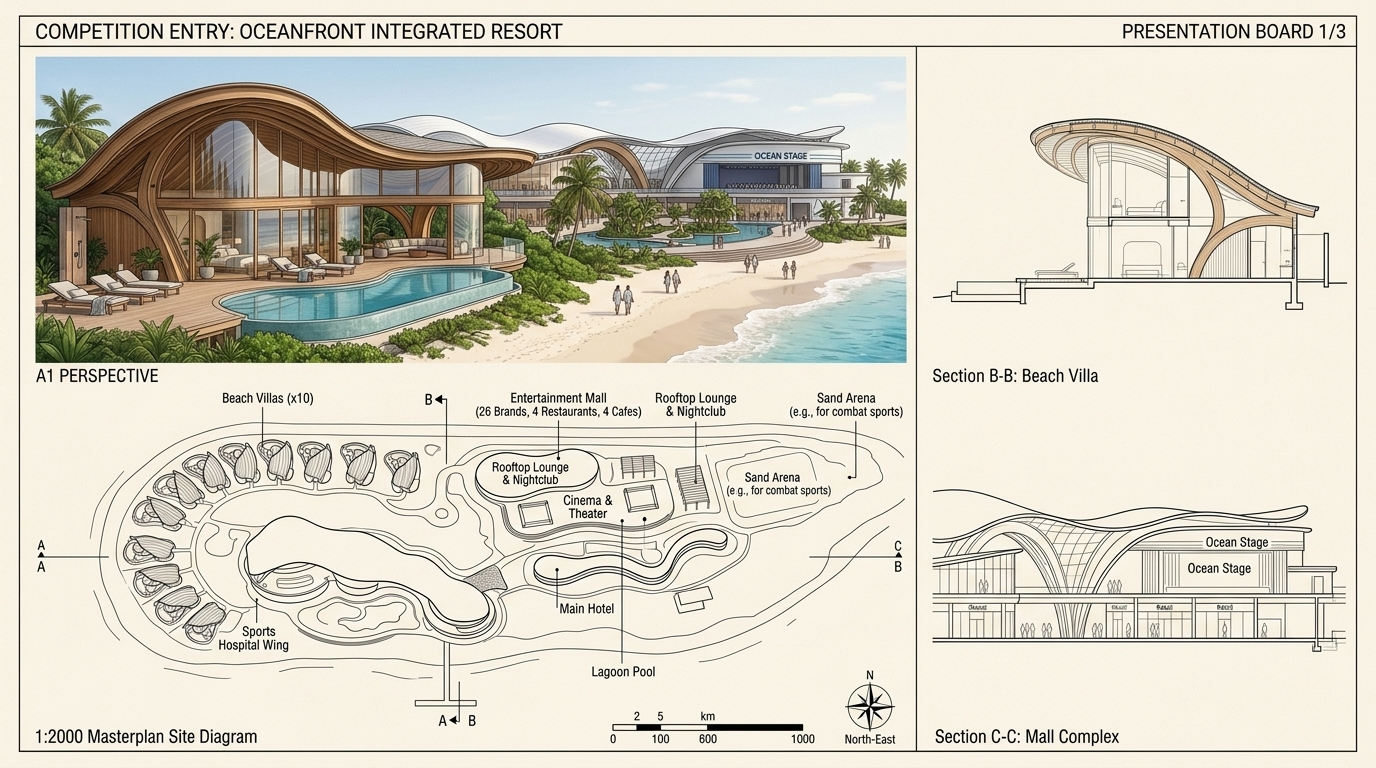 COMPETITION ENTRY: OCEANFRONT INTEGRATED RESORT
PRESENTATION BOARD 1/3
OCEAN STAGE
A1 PERSPECTIVE
Beach Villas (x10)
B
Entertainment Mall
(26 Brands, 4 Restaurants, 4 Cafes)
Rooftop Lounge
& Nightclub
Sand Arena
(e.g., for combat sports)
Rooftop Lounge
& Nightclub
Cinema &
Theater
Sand Arena
(e.g., for combat sports)
A
A
C
B
Main Hotel
Sports
Hospital Wing
Lagoon Pool
A
B
1:2000 Masterplan Site Diagram
2 5 km
0 100 600 1000
N
North-East
Section B-B: Beach Villa
Ocean Stage
Ocean Stage
Section C-C: Mall Complex